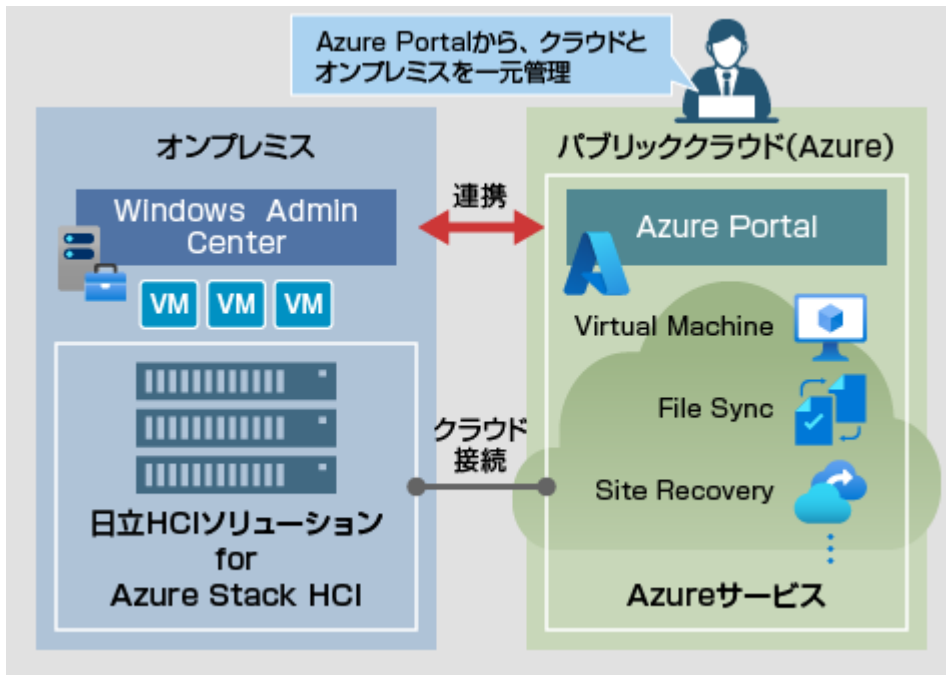 Azure Portalから、クラウドと
オンプレミスを一元管理
オンプレミス
Windows Admin
Center
VM VM VM
日立HCIソリューション
for
Azure Stack HCI
連携
クラウド
接続
パブリッククラウド(Azure)
Azure Portal
Virtual Machine
File Sync
Site Recovery
Azureサービス